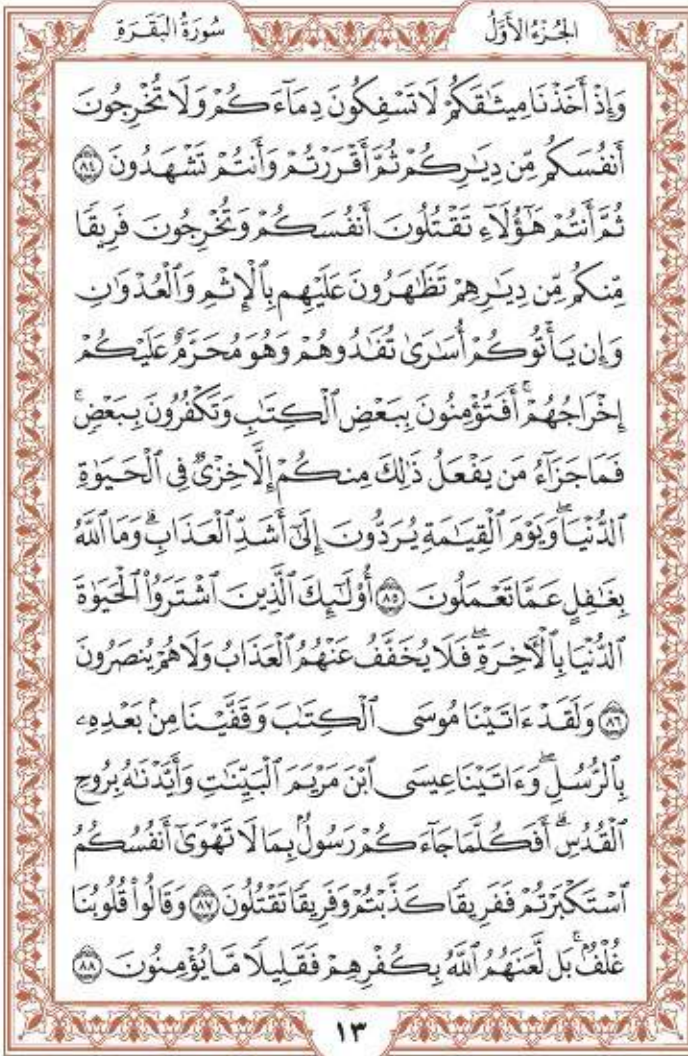 سُورَةُ الْبَقَرَةِ
الجُزْءُ الأَوَّلُ
وَإِذْ أَخَذْنَا مِيثَٰقَكُمْ لَا تَسْفِكُونَ دِمَآءَكُمْ وَلَا تُخْرِجُونَ
أَنفُسَكُم مِّن دِيَٰرِكُمْ ثُمَّ أَقْرَرْتُمْ وَأَنتُمْ تَشْهَدُونَ ٨٤
ثُمَّ أَنتُمْ هَٰٓؤُلَآءِ تَقْتُلُونَ أَنفُسَكُمْ وَتُخْرِجُونَ فَرِيقًا
مِّنكُم مِّن دِيَٰرِهِمْ تَظَٰهَرُونَ عَلَيْهِم بِٱلْإِثْمِ وَٱلْعُدْوَٰنِ
وَإِن يَأْتُوكُمْ أُسَٰرَىٰ تُفَٰدُوهُمْ وَهُوَ مُحَرَّمٌ عَلَيْكُمْ
إِخْرَاجُهُمْ ۚ أَفَتُؤْمِنُونَ بِبَعْضِ ٱلْكِتَٰبِ وَتَكْفُرُونَ بِبَعْضٍ ۚ
فَمَا جَزَآءُ مَن يَفْعَلُ ذَٰلِكَ مِنكُمْ إِلَّا خِزْىٌ فِى ٱلْحَيَوٰةِ
ٱلدُّنْيَا ۖ وَيَوْمَ ٱلْقِيَٰمَةِ يُرَدُّونَ إِلَىٰٓ أَشَدِّ ٱلْعَذَابِ ۗ وَمَا ٱللَّهُ
بِغَٰفِلٍ عَمَّا تَعْمَلُونَ ٨٥ أُو۟لَٰٓئِكَ ٱلَّذِينَ ٱشْتَرَوُا۟ ٱلْحَيَوٰةَ
ٱلدُّنْيَا بِٱلْءَاخِرَةِ ۖ فَلَا يُخَفَّفُ عَنْهُمُ ٱلْعَذَابُ وَلَا هُمْ يُنصَرُونَ
٨٦ وَلَقَدْ ءَاتَيْنَا مُوسَى ٱلْكِتَٰبَ وَقَفَّيْنَا مِنۢ بَعْدِهِۦ
بِٱلرُّسُلِ ۖ وَءَاتَيْنَا عِيسَى ٱبْنَ مَرْيَمَ ٱلْبَيِّنَٰتِ وَأَيَّدْنَٰهُ بِرُوحِ
ٱلْقُدُسِ ۗ أَفَكُلَّمَا جَآءَكُمْ رَسُولٌۢ بِمَا لَا تَهْوَىٰٓ أَنفُسُكُمُ
ٱسْتَكْبَرْتُمْ فَفَرِيقًا كَذَّبْتُمْ وَفَرِيقًا تَقْتُلُونَ ٨٧ وَقَالُوا۟ قُلُوبُنَا
غُلْفٌۢ ۚ بَل لَّعَنَهُمُ ٱللَّهُ بِكُفْرِهِمْ فَقَلِيلًا مَّا يُؤْمِنُونَ ٨٨
١٣